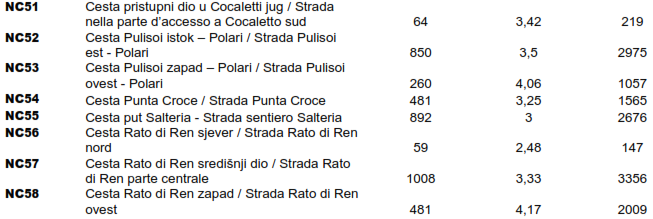 NC51 Cesta pristupni dio u Cocaletti jug / Strada
nella parte d'accesso a Cocaletto sud 64 3,42 219
NC52 Cesta Pulisoi istok – Polari / Strada Pulisoi
est - Polari 850 3,5 2975
NC53 Cesta Pulisoi zapad – Polari / Strada Pulisoi
ovest - Polari 260 4,06 1057
NC54 Cesta Punta Croce / Strada Punta Croce 481 3,25 1565
NC55 Cesta put Salteria - Strada sentiero Salteria 892 3 2676
NC56 Cesta Rato di Ren sjever / Strada Rato di Ren
nord 59 2,48 147
NC57 Cesta Rato di Ren središnji dio / Strada Rato
di Ren parte centrale 1008 3,33 3356
NC58 Cesta Rato di Ren zapad / Strada Rato di Ren
ovest 481 4,17 2009